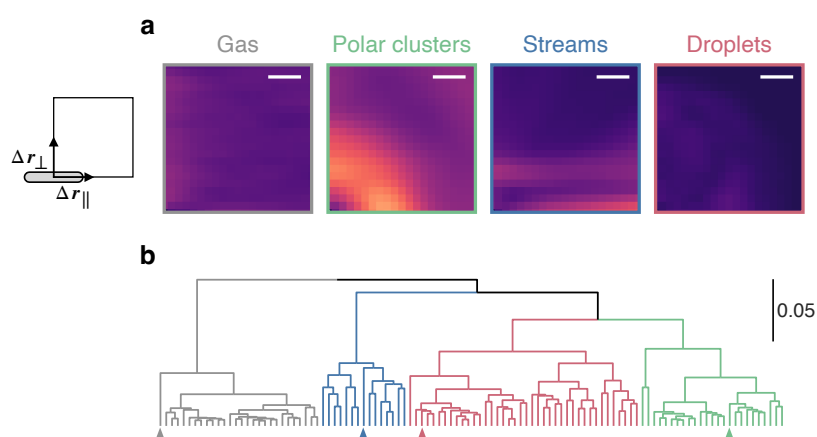 a
Gas
Polar clusters
Streams
Droplets
Δr⊥
Δr∥
b
0.05